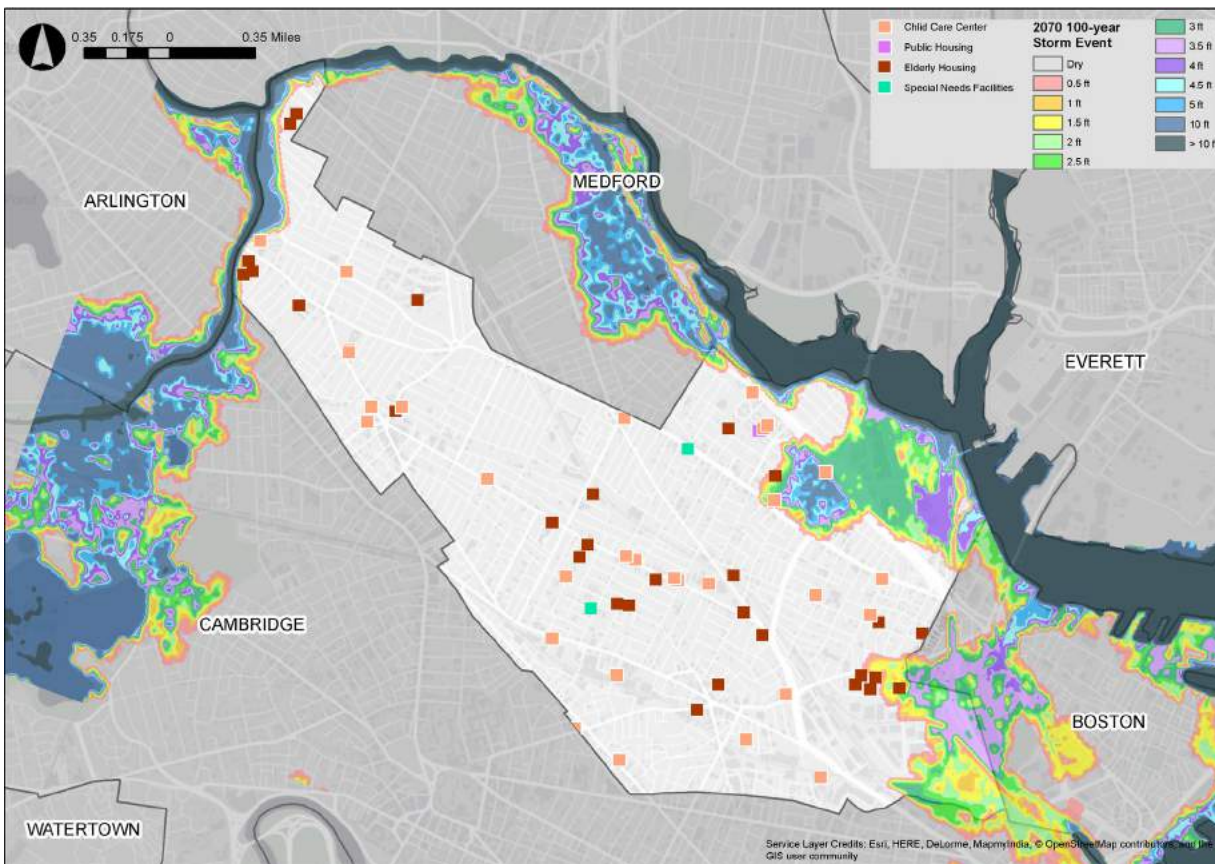 0.35 0.175 0 0.35 Miles
Child Care Center
Public Housing
Elderly Housing
Special Needs Facilities
2070 100-year
Storm Event
Dry
0.5 ft
1 ft
1.5 ft
2 ft
2.5 ft
3 ft
3.5 ft
4 ft
4.5 ft
5 ft
10 ft
> 10 f
ARLINGTON
MEDFORD
EVERETT
CAMBRIDGE
BOSTON
WATERTOWN
Service Layer Credits: Esri, HERE, DeLorme, MapmyIndia, © OpenStreetMap contributors, and the
GIS user community